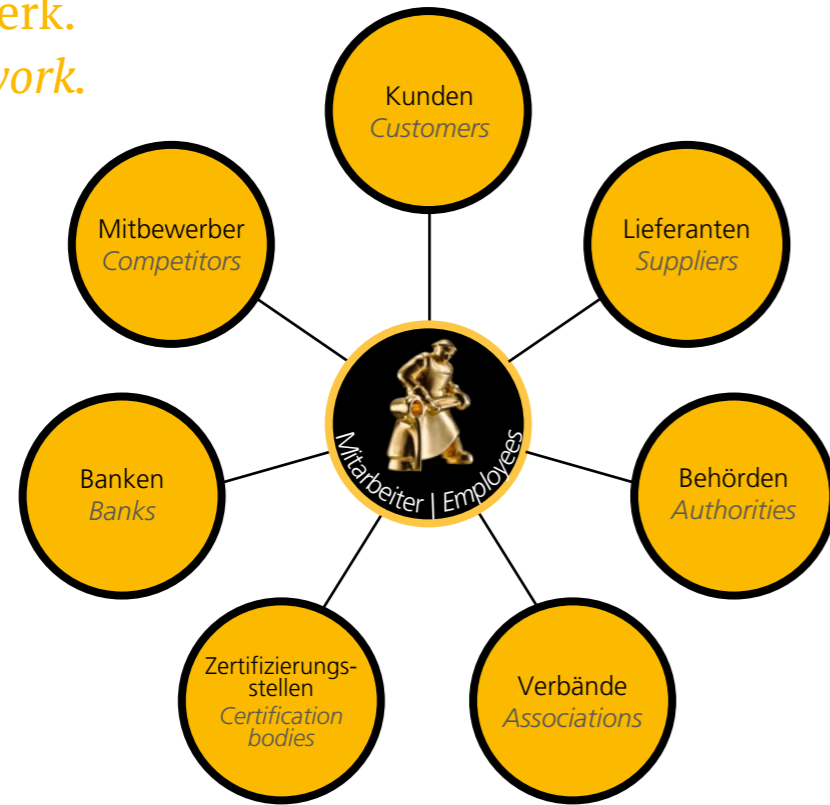 erk.
work.
Kunden
Customers
Mitbewerber
Competitors
Lieferanten
Suppliers
Mitarbeiter | Employees
Banken
Banks
Behörden
Authorities
Zertifizierungs-
stellen
Certification
bodies
Verbände
Associations